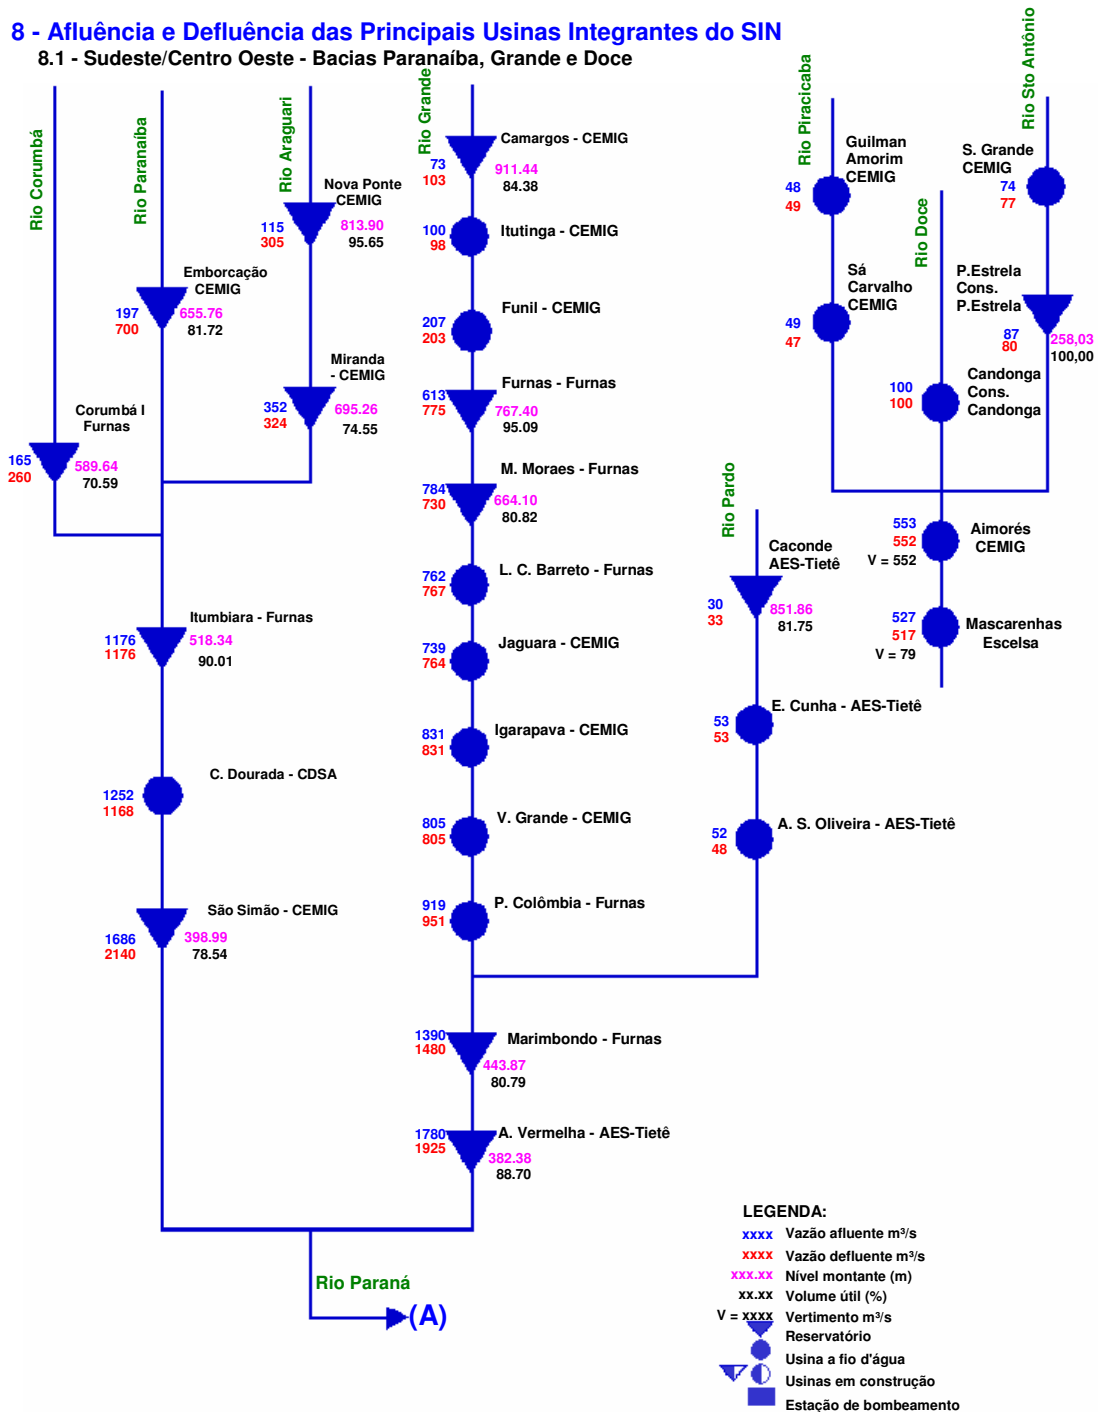 8 - Afluência e Defluência das Principais Usinas Integrantes do SIN
8.1 - Sudeste/Centro Oeste - Bacias Paranaíba, Grande e Doce
Rio Corumbá
Corumbá I
Furnas
165
260
589.64
70.59
Rio Paranaíba
Emborcação
CEMIG
197
700
655.76
81.72
Rio Araguari
Nova Ponte
CEMIG
115
305
813.90
95.65
Miranda
- CEMIG
352
324
695.26
74.55
Itumbiara - Furnas
1176
1176
518.34
90.01
C. Dourada - CDSA
1252
1168
São Simão - CEMIG
1686
2140
398.99
78.54
Rio Grande
Camargos - CEMIG
73
103
911.44
84.38
Itutinga - CEMIG
100
98
Funil - CEMIG
207
203
Furnas - Furnas
613
775
767.40
95.09
M. Moraes - Furnas
784
730
664.10
80.82
L. C. Barreto - Furnas
762
767
Jaguara - CEMIG
739
764
Igarapava - CEMIG
831
831
V. Grande - CEMIG
805
805
P. Colômbia - Furnas
919
951
Rio Pardo
Caconde
AES-Tietê
30
33
851.86
81.75
E. Cunha - AES-Tietê
53
53
A. S. Oliveira - AES-Tietê
52
48
Marimbondo - Furnas
1390
1480
443.87
80.79
A. Vermelha - AES-Tietê
1780
1925
382.38
88.70
Rio Paraná
(A)
Rio Piracicaba
Guilman
Amorim
CEMIG
48
49
Sá
Carvalho
CEMIG
49
47
Rio Doce
Candonga
Cons.
Candonga
100
100
Rio Sto Antônio
S. Grande
CEMIG
74
77
P.Estrela
Cons.
P.Estrela
87
80
258,03
100,00
Aimorés
CEMIG
553
552
V = 552
Mascarenhas
Escelsa
527
517
V = 79
LEGENDA:
xxxx Vazão afluente m³/s
xxxx Vazão defluente m³/s
xxx.xx Nível montante (m)
xx.xx Volume útil (%)
V = xxxx Vertimento m³/s
Reservatório
Usina a fio d'água
Usinas em construção
Estação de bombeamento